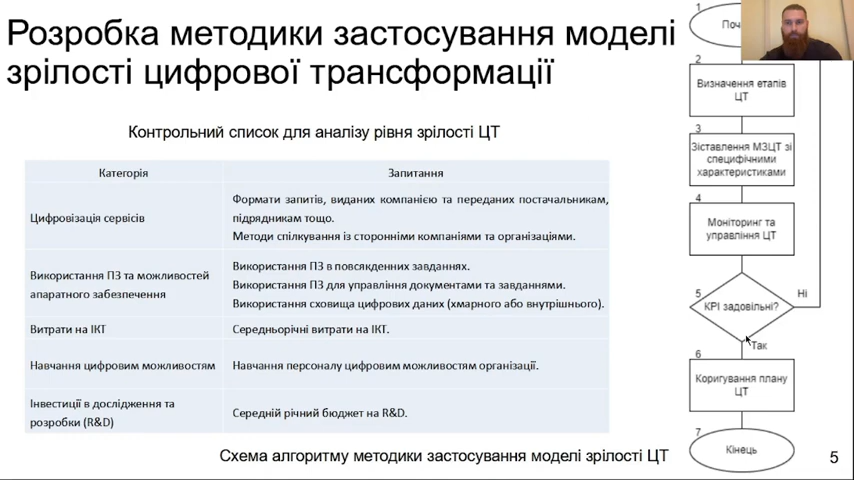 Розробка методики застосування моделі
зрілості цифрової трансформації
Контрольний список для аналізу рівня зрілості ЦТ
Категорія
Запитання
Цифровізація сервісів
Формати запитів, виданих компанією та переданих постачальникам,
підрядникам тощо.
Методи спілкування із сторонніми компаніями та організаціями.
Використання ПЗ та можливостей
апаратного забезпечення
Використання ПЗ в повсякденних завданнях.
Використання ПЗ для управління документами та завданнями.
Використання сховища цифрових даних (хмарного або внутрішнього).
Витрати на ІКТ
Середньорічні витрати на ІКТ.
Навчання цифровим можливостям
Навчання персоналу цифровим можливостям організації.
Інвестиції в дослідження та
розробки (R&D)
Середній річний бюджет на R&D.
Схема алгоритму методики застосування моделі зрілості ЦТ
1
2
Визначення етапів
ЦТ
3
Зіставлення МЗЦТ зі
специфічними
характеристиками
4
Моніторинг та
управління ЦТ
5
KPI задовільні?
Ні
Так
6
Коригування плану
ЦТ
7
Кінець
5